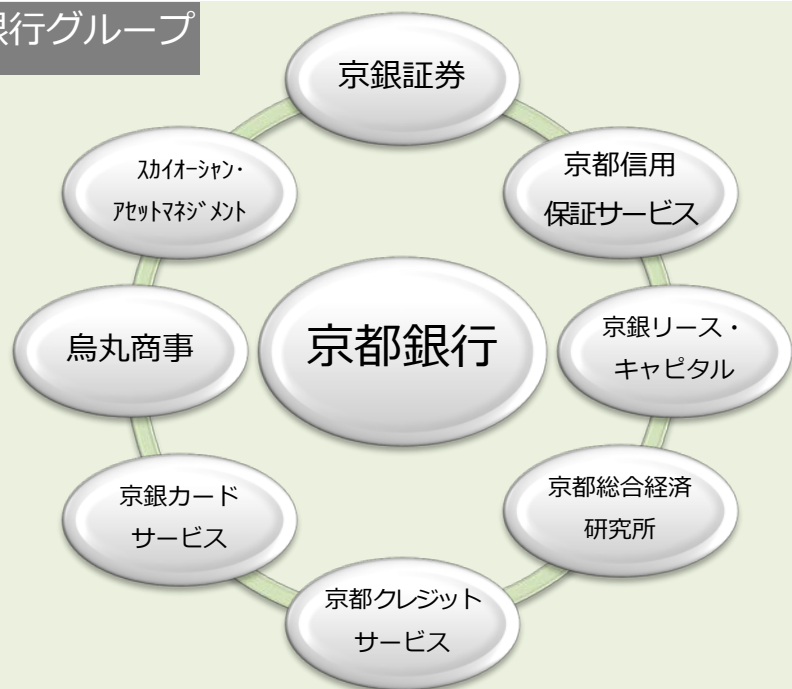 銀行グループ
京銀証券
京都信用
保証サービス
京銀リース・
キャピタル
京都総合経済
研究所
京都クレジット
サービス
京銀カード
サービス
烏丸商事
ｽｶｲｵｰｼｬﾝ･
ｱｾｯﾄﾏﾈｼﾞﾒﾝﾄ
京都銀行